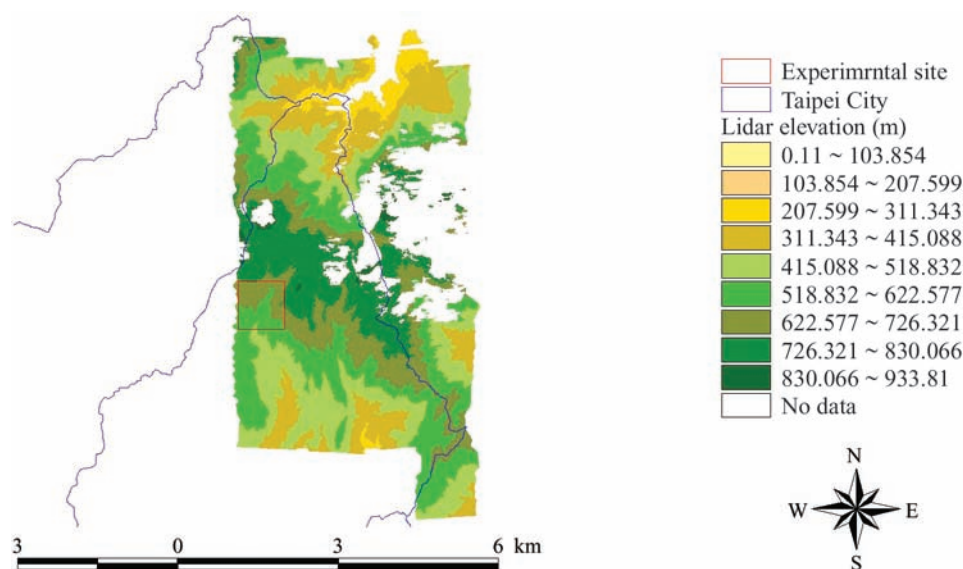 Experimrntal site
Taipei City
Lidar elevation (m)
0.11 ~ 103.854
103.854 ~ 207.599
207.599 ~ 311.343
311.343 ~ 415.088
415.088 ~ 518.832
518.832 ~ 622.577
622.577 ~ 726.321
726.321 ~ 830.066
830.066 ~ 933.81
No data
N
W E
S
3 0 3 6 km